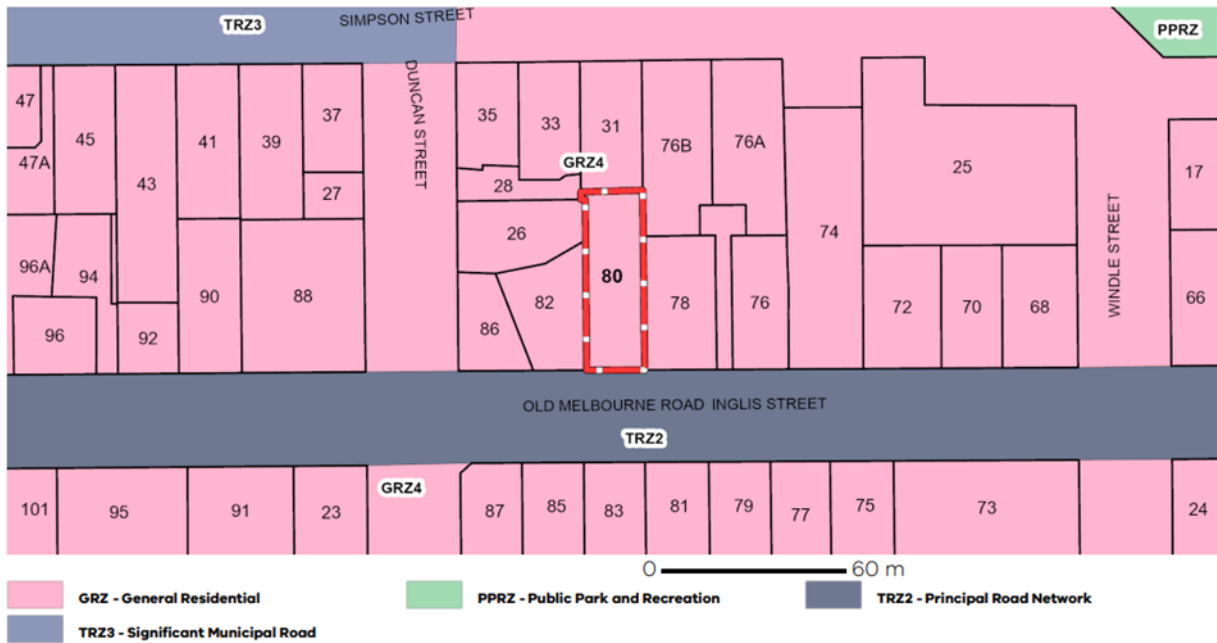 TRZ3
SIMPSON STREET
PPRZ
47
45
41
39
37
DUNCAN STREET
35
33
31
76B
76A
GRZ4
47A
43
27
28
25
17
WINDLE STREET
96A
94
90
88
26
80
74
96
92
86
82
78
76
72
70
68
66
OLD MELBOURNE ROAD INGLIS STREET
TRZ2
GRZ4
101
95
91
23
87
85
83
81
79
77
75
73
24
0 60 m
GRZ - General Residential
PPRZ - Public Park and Recreation
TRZ2 - Principal Road Network
TRZ3 - Significant Municipal Road